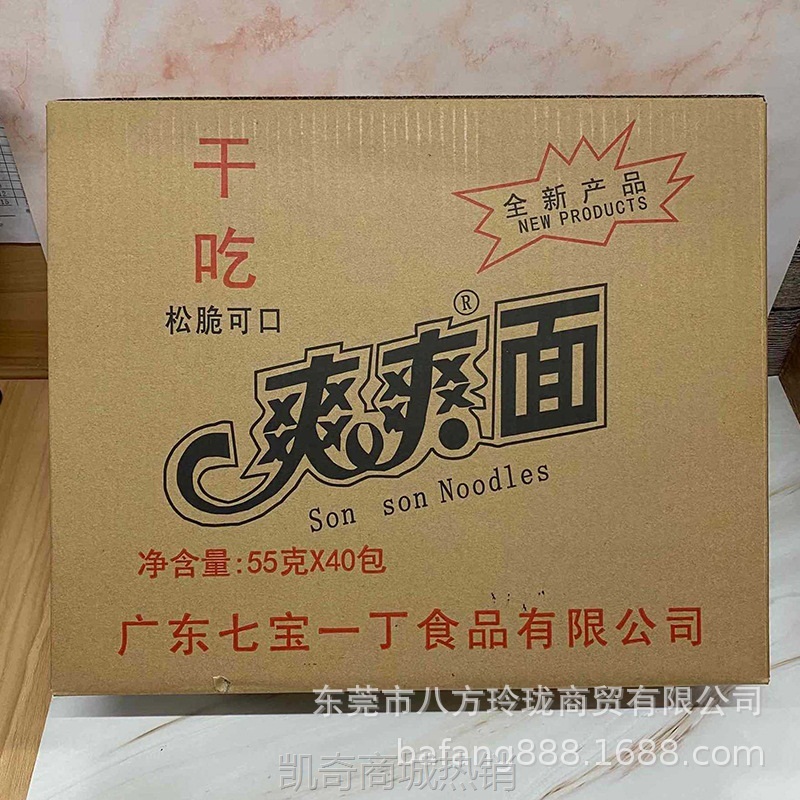 干
吃
松脆可口
全新产品
NEW PRODUCTS
爽爽面®
Son son Noodles
净含量:55克X40包
广东七宝一丁食品有限公司
东莞市八方玲珑商贸有限公司
bafang888.1688.com
凯奇商城热销